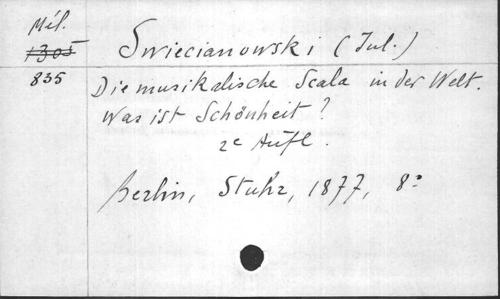 Mél.
1305
835
Swiecianowski (Jul.)
Die musikalische Scala in der Welt.
Was ist Schönheit?
2e Aufl.
Berlin, Stuhr, 1877, 8°